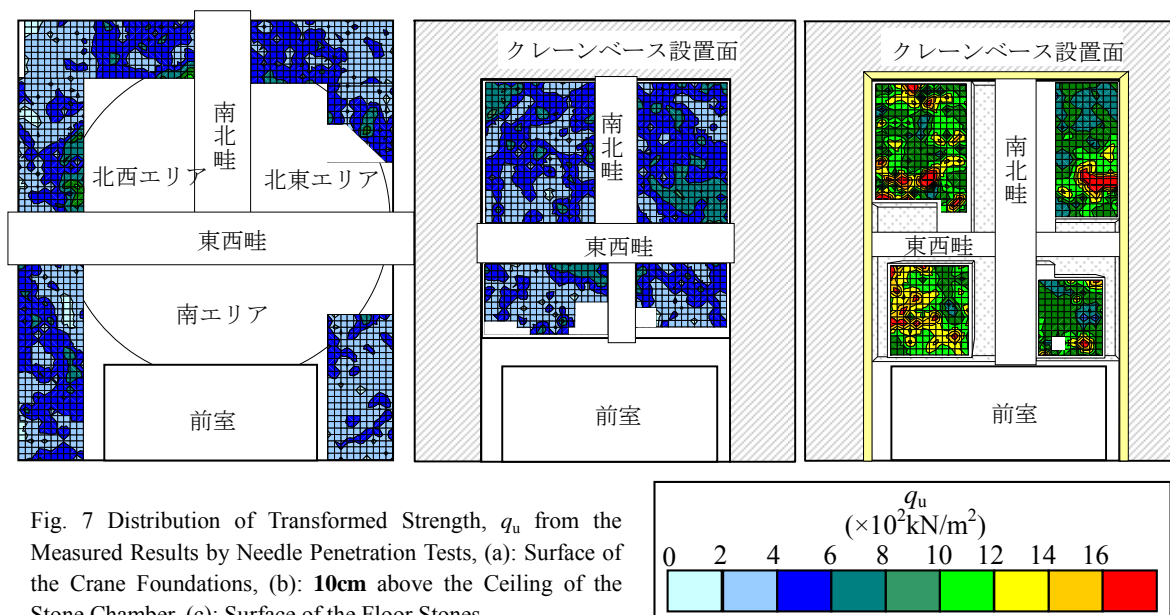 南北畦
北西エリア
北東エリア
東西畦
南エリア
前室
クレーンベース設置面
南北畦
東西畦
前室
クレーンベース設置面
南北畦
東西畦
前室
Fig. 7 Distribution of Transformed Strength, qu from the
Measured Results by Needle Penetration Tests, (a): Surface of
the Crane Foundations, (b): 10cm above the Ceiling of the
Stone Chamber, (c): Surface of the Floor Stones
qu
(×10²kN/m²)
0 2 4 6 8 10 12 14 16